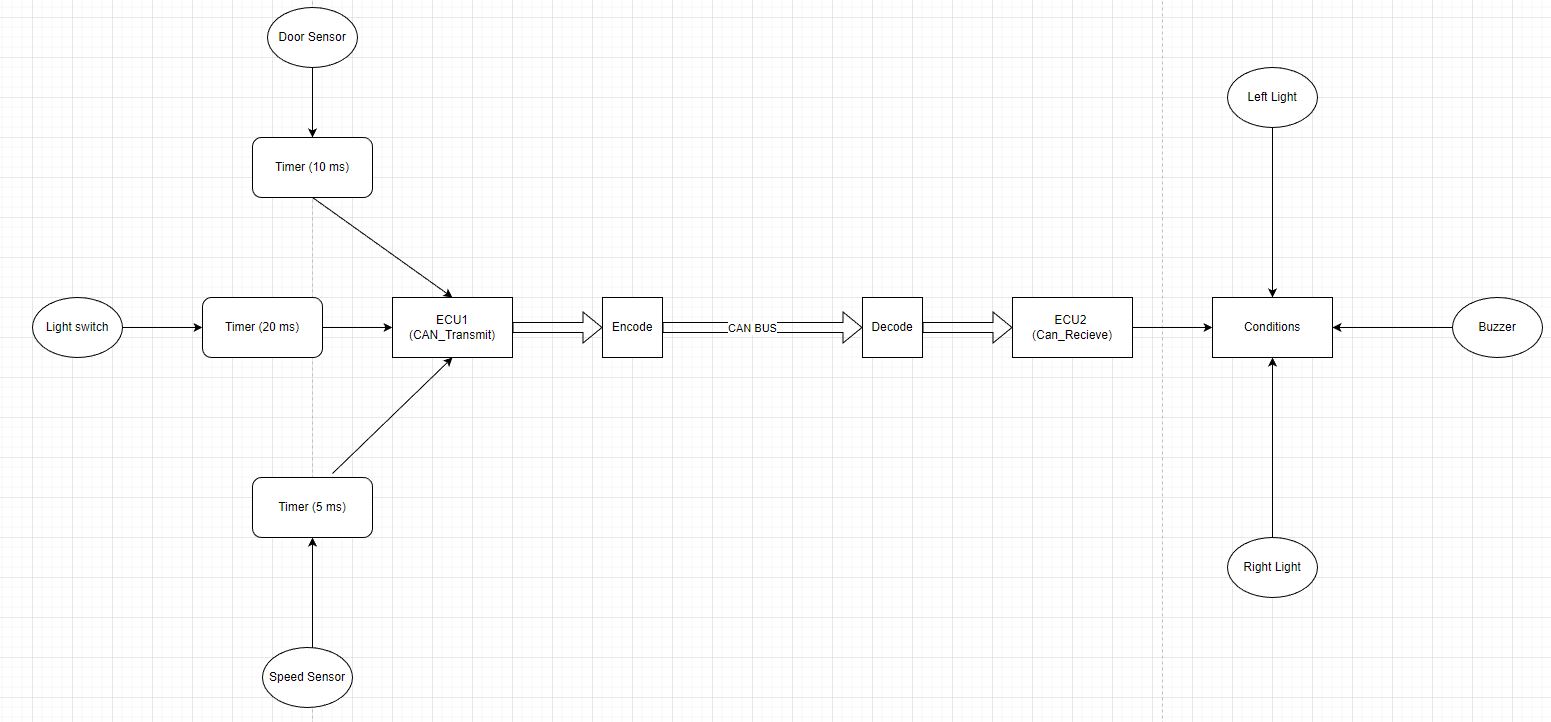 Door Sensor
Left Light
Timer (10 ms)
Light switch
Timer (20 ms)
ECU1
(CAN_Transmit)
Encode
CAN BUS
Decode
ECU2
(Can_Recieve)
Conditions
Buzzer
Timer (5 ms)
Right Light
Speed Sensor